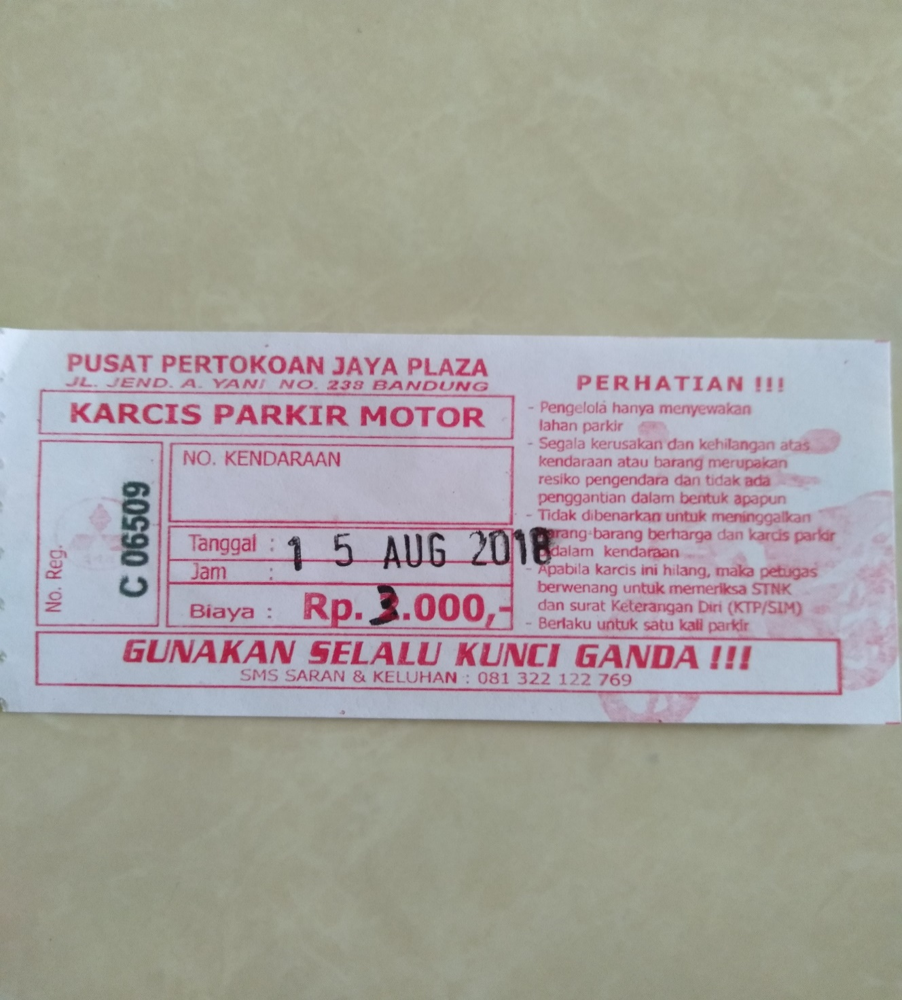 PUSAT PERTOKOAN JAYA PLAZA
JL. JEND. A. YANI NO. 238 BANDUNG
KARCIS PARKIR MOTOR
No. Reg.
C 06509
NO. KENDARAAN
Tanggal : 15 AUG 2018
Jam :
Biaya : Rp. 3.000,-
PERHATIAN !!!
- Pengelola hanya menyewakan
lahan parkir
- Segala kerusakan dan kehilangan atas
kendaraan atau barang merupakan
resiko pengendara dan tidak ada
penggantian dalam bentuk apapun
- Tidak dibenarkan untuk meninggalkan
barang-barang berharga dan karcis parkir
didalam kendaraan
- Apabila karcis ini hilang, maka petugas
berwenang untuk memeriksa STNK
dan surat Keterangan Diri (KTP/SIM)
- Berlaku untuk satu kali parkir
GUNAKAN SELALU KUNCI GANDA !!!
SMS SARAN & KELUHAN : 081 322 122 769